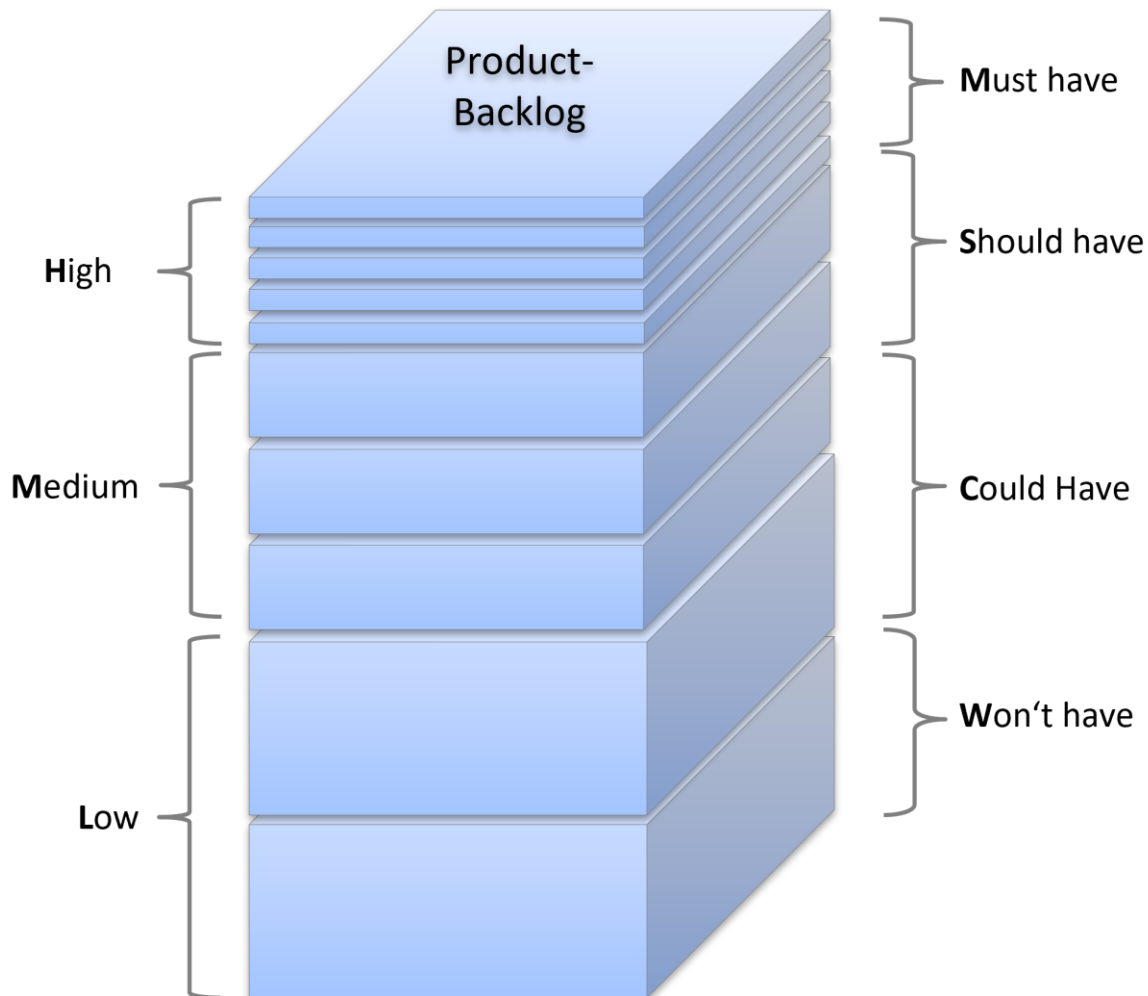 Product-
Backlog
High
Medium
Low
Must have
Should have
Could Have
Won‘t have